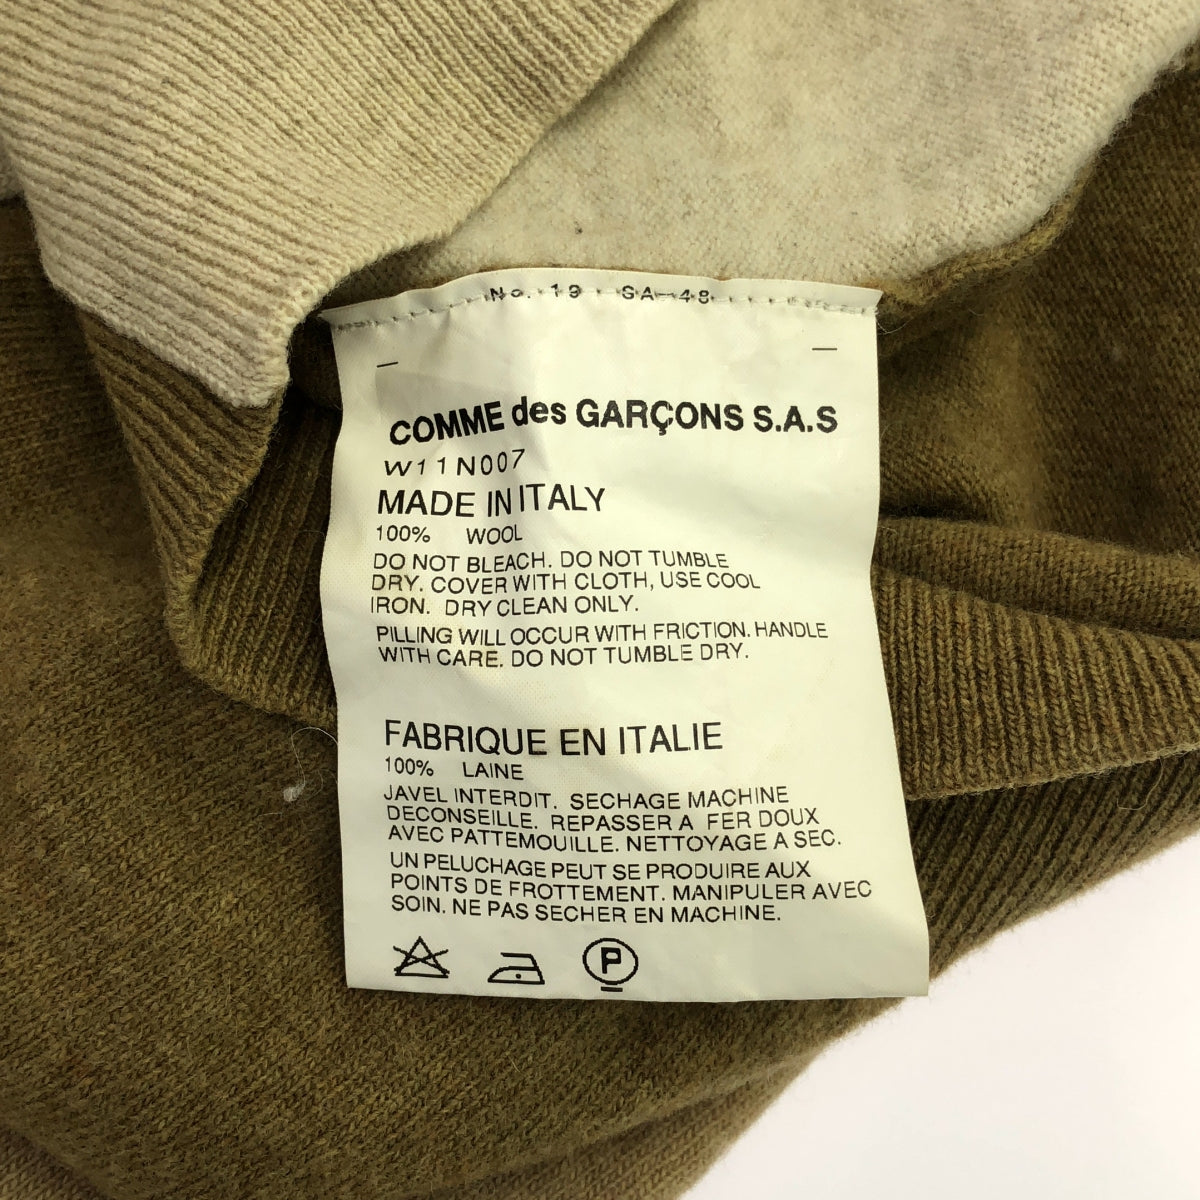 No. 19 SA-48
COMME des GARÇONS S.A.S
W11N007
MADE IN ITALY
100% WOOL
DO NOT BLEACH. DO NOT TUMBLE
DRY. COVER WITH CLOTH, USE COOL
IRON. DRY CLEAN ONLY.
PILLING WILL OCCUR WITH FRICTION. HANDLE
WITH CARE. DO NOT TUMBLE DRY.
FABRIQUE EN ITALIE
100% LAINE
JAVEL INTERDIT. SECHAGE MACHINE
DECONSEILLE. REPASSER A FER DOUX
AVEC PATTEMOUILLE. NETTOYAGE A SEC.
UN PELUCHAGE PEUT SE PRODUIRE AUX
POINTS DE FROTTEMENT. MANIPULER AVEC
SOIN. NE PAS SECHER EN MACHINE.
P